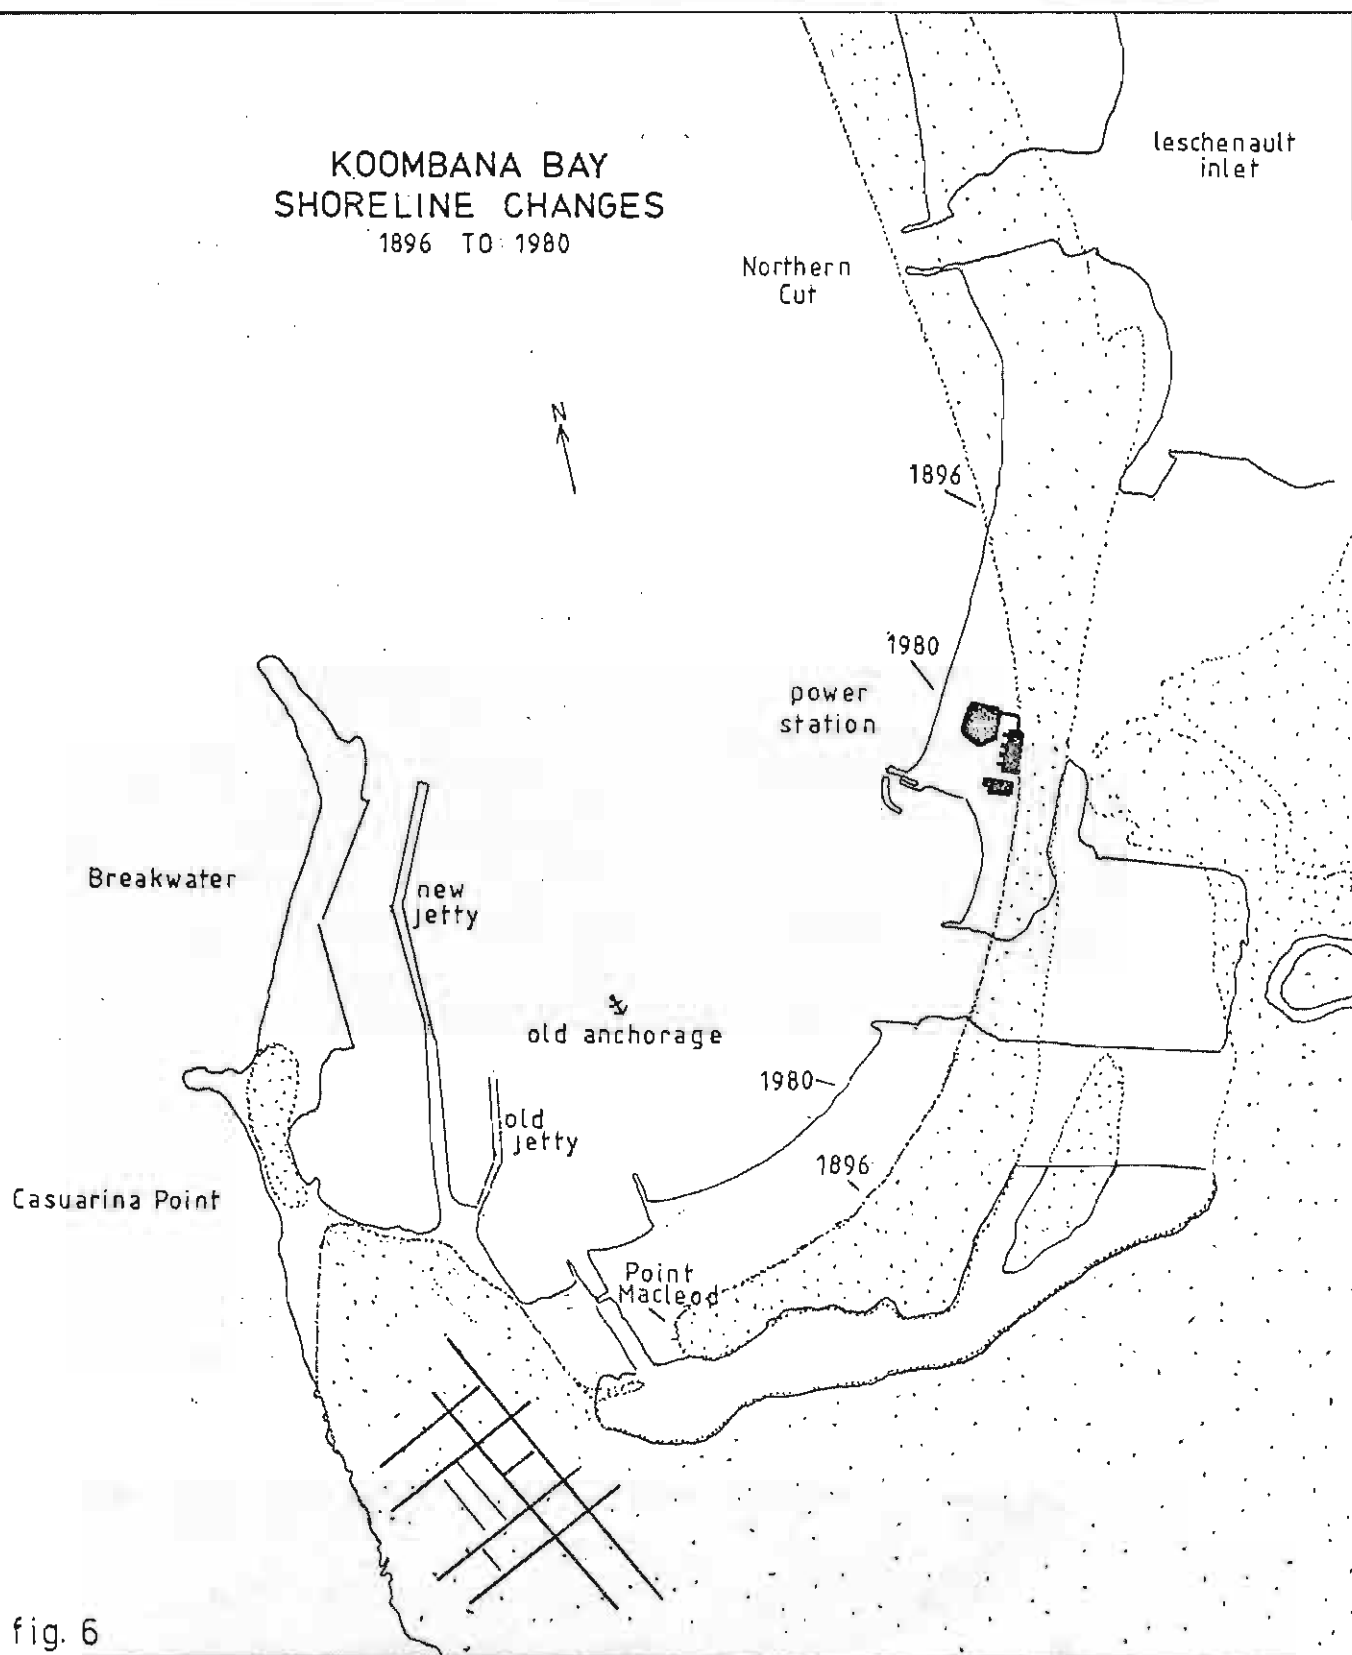 KOOMBANA BAY
SHORELINE CHANGES
1896 TO 1980
leschenault
inlet
Northern
Cut
N
1896
1980
power
station
Breakwater
new
jetty
old anchorage
1980
old
jetty
1896
Casuarina Point
Point
Macleod
fig. 6